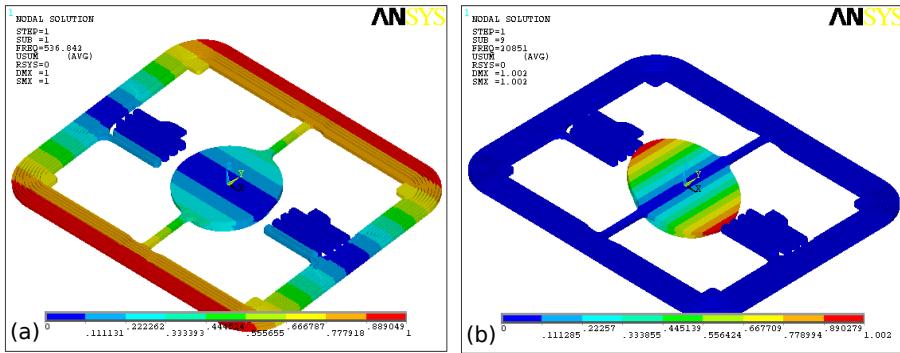 1
NODAL SOLUTION
ANSYS
STEP=1
SUB =1
FREQ=536.842
USUM (AVG)
RSYS=0
DMX =1
SMX =1
Y
X
0 .222262 .444524 .666787 .889049
.111131 .333393 .555655 .777918 1
(a)
1
NODAL SOLUTION
ANSYS
STEP=1
SUB =9
FREQ=20851
USUM (AVG)
RSYS=0
DMX =1.002
SMX =1.002
Y
X
0 .22257 .445139 .667709 .890279
.111285 .333855 .556424 .778994 1.002
(b)